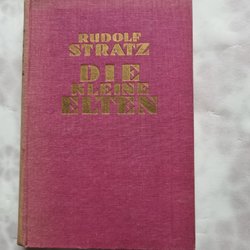 RUDOLF
STRATZ
DIE
KLEINE
ELTEN